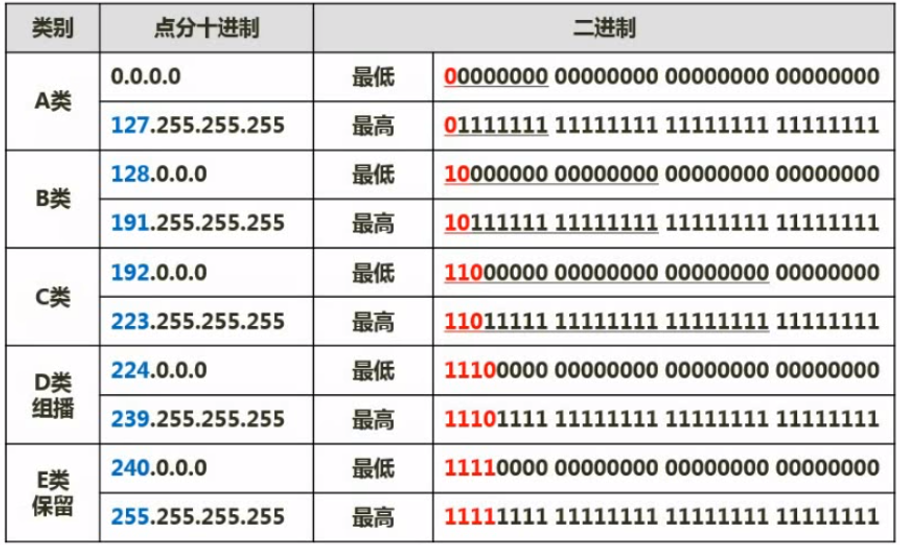 类别 点分十进制 二进制
A类 0.0.0.0 最低 00000000 00000000 00000000 00000000
127.255.255.255 最高 01111111 11111111 11111111 11111111
B类 128.0.0.0 最低 10000000 00000000 00000000 00000000
191.255.255.255 最高 10111111 11111111 11111111 11111111
C类 192.0.0.0 最低 11000000 00000000 00000000 00000000
223.255.255.255 最高 11011111 11111111 11111111 11111111
D类
组播
224.0.0.0 最低 11100000 00000000 00000000 00000000
239.255.255.255 最高 11101111 11111111 11111111 11111111
E类
保留
240.0.0.0 最低 11110000 00000000 00000000 00000000
255.255.255.255 最高 11111111 11111111 11111111 11111111